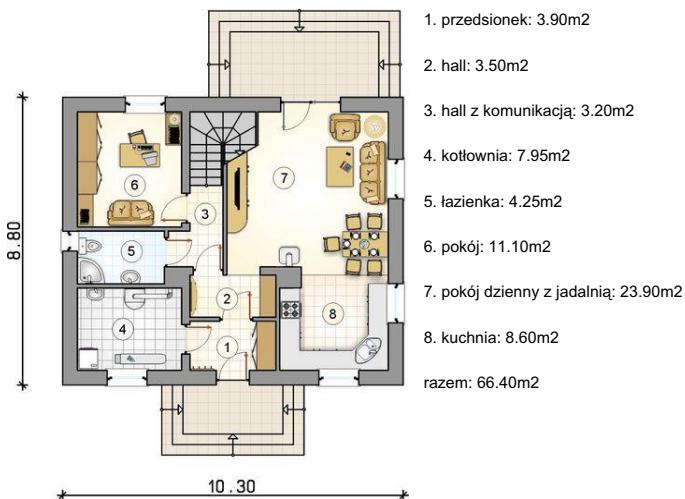 1. przedsionek: 3.90m2
2. hall: 3.50m2
3. hall z komunikacją: 3.20m2
4. kotłownia: 7.95m2
5. łazienka: 4.25m2
6. pokój: 11.10m2
7. pokój dzienny z jadalnią: 23.90m2
8. kuchnia: 8.60m2
razem: 66.40m2
8.80
6
7
3
5
2
8
4
1
10.30